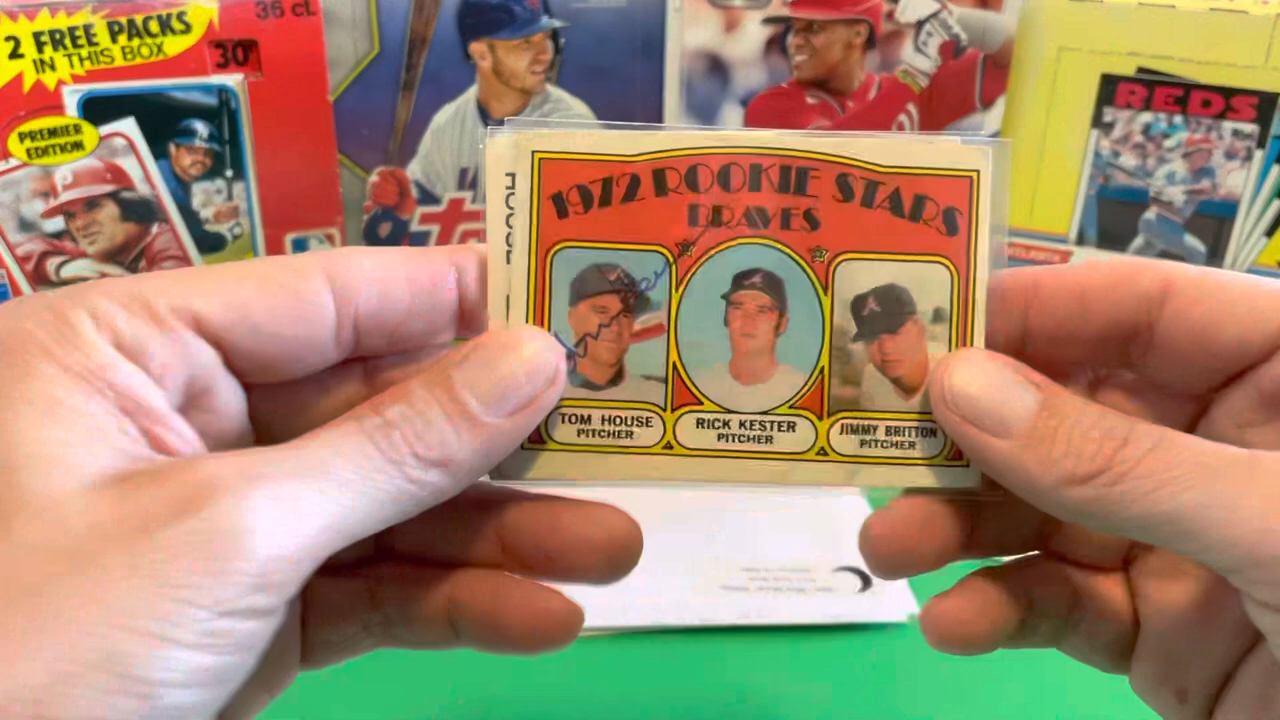 2 FREE PACKS
IN THIS BOX
36 ct.
30¢
PREMIER
EDITION
REDS
HOUSE
1972 ROOKIE STARS
BRAVES
TOM HOUSE
PITCHER
RICK KESTER
PITCHER
JIMMY BRITTON
PITCHER